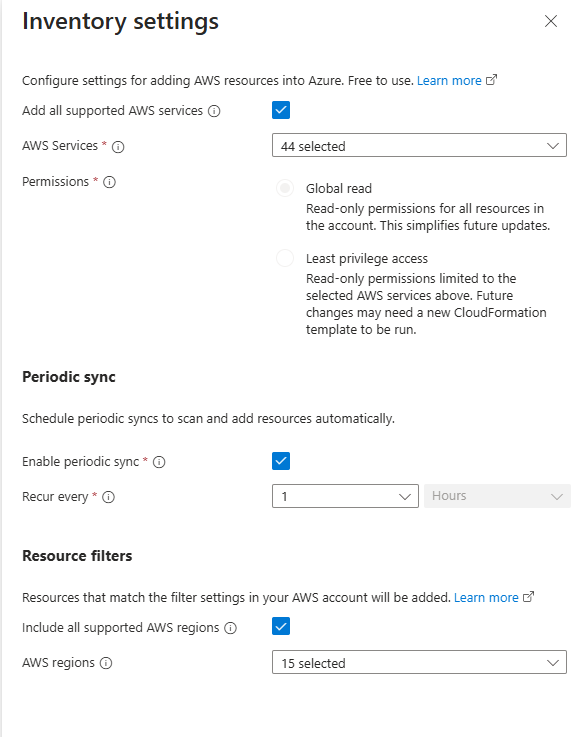 Inventory settings
Configure settings for adding AWS resources into Azure. Free to use. Learn more
Add all supported AWS services
AWS Services *
44 selected
Permissions *
Global read
Read-only permissions for all resources in
the account. This simplifies future updates.
Least privilege access
Read-only permissions limited to the
selected AWS services above. Future
changes may need a new CloudFormation
template to be run.
Periodic sync
Schedule periodic syncs to scan and add resources automatically.
Enable periodic sync *
Recur every *
1
Hours
Resource filters
Resources that match the filter settings in your AWS account will be added. Learn more
Include all supported AWS regions
AWS regions
15 selected